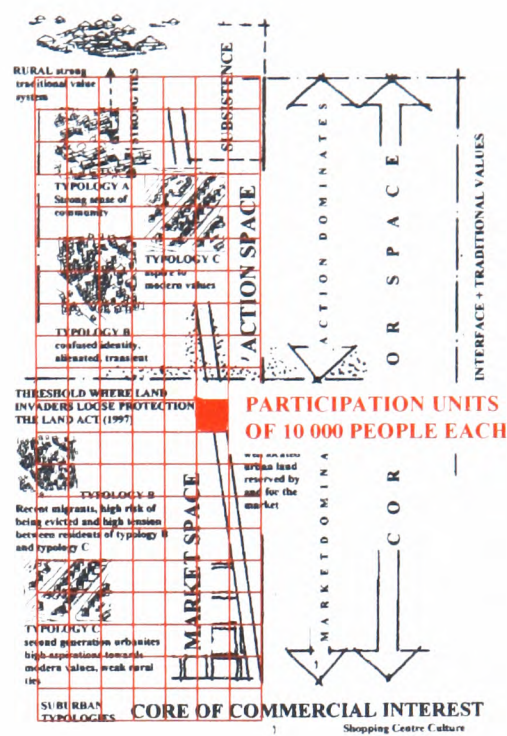 RURAL strong
traditional value
system
STRONG TIES
SUBSISTENCE
TYPOLOGY A
Strong sense of
community
TYPOLOGY C
aspire to
modern values
TYPOLOGY B
confused identity,
alienated, transient
ACTION SPACE
ACTION DOMINATES
COR OR SPACE
INTERFACE + TRADITIONAL VALUES
THRESHOLD WHERE LAND
INVADERS LOOSE PROTECTION
THE LAND ACT (1997)
PARTICIPATION UNITS
OF 10 000 PEOPLE EACH
urban land
reserved by
and for the
market
TYPOLOGY B
Recent migrants, high risk of
being evicted and high tension
between residents of typology B
and typology C
MARKET SPACE
MARKET DOMINA
TYPOLOGY C
second generation urbanites
high aspirations towards
modern values, weak rural
ties
SUBURBAN
TYPOLOGIES
CORE OF COMMERCIAL INTEREST
Shopping Centre Culture